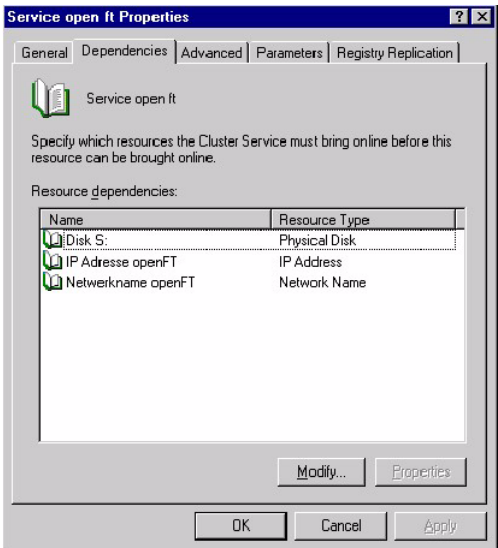 Service open ft Properties
General Dependencies Advanced Parameters Registry Replication
Service open ft
Specify which resources the Cluster Service must bring online before this
resource can be brought online.
Resource dependencies:
Name Resource Type
Disk S: Physical Disk
IP Adresse openFT IP Address
Netwerkname openFT Network Name
Modify... Properties
OK Cancel Apply